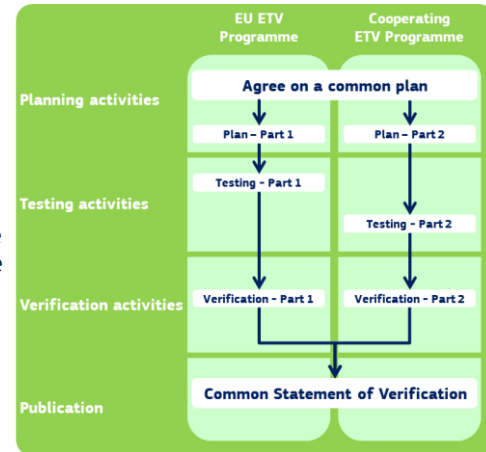 EU ETV
Programme
Cooperating
ETV Programme
Planning activities
Agree on a common plan
Plan – Part 1
Plan – Part 2
Testing activities
Testing - Part 1
Testing - Part 2
Verification activities
Verification - Part 1
Verification - Part 2
Publication
Common Statement of Verification